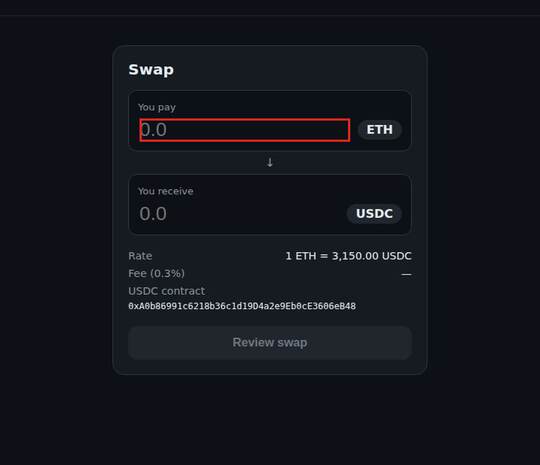 Swap
You pay
0.0 ETH
↓
You receive
0.0 USDC
Rate 1 ETH = 3,150.00 USDC
Fee (0.3%) —
USDC contract
0xA0b86991c6218b36c1d19D4a2e9Eb0cE3606eB48
Review swap